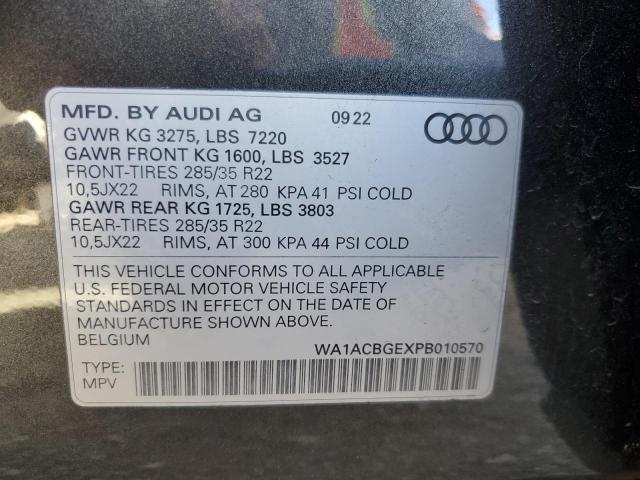 MFD. BY AUDI AG 09 22
GVWR KG 3275, LBS 7220
GAWR FRONT KG 1600, LBS 3527
FRONT-TIRES 285/35 R22
10,5JX22 RIMS, AT 280 KPA 41 PSI COLD
GAWR REAR KG 1725, LBS 3803
REAR-TIRES 285/35 R22
10,5JX22 RIMS, AT 300 KPA 44 PSI COLD
THIS VEHICLE CONFORMS TO ALL APPLICABLE
U.S. FEDERAL MOTOR VEHICLE SAFETY
STANDARDS IN EFFECT ON THE DATE OF
MANUFACTURE SHOWN ABOVE.
BELGIUM
WA1ACBGEXPB010570
TYPE:
MPV